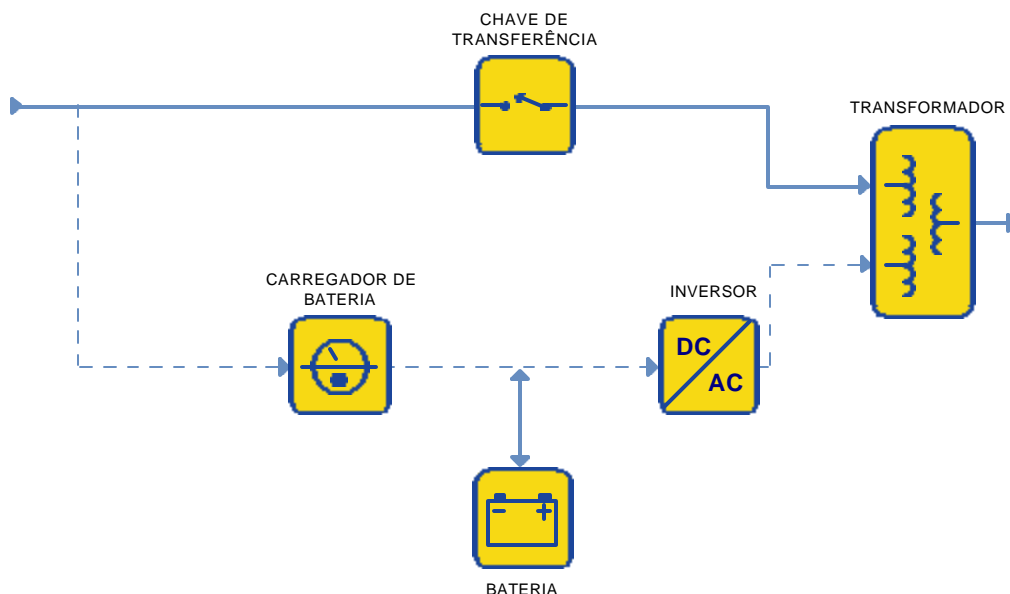 CHAVE DE
TRANSFERÊNCIA
TRANSFORMADOR
CARREGADOR DE
BATERIA
INVERSOR
DC
AC
BATERIA